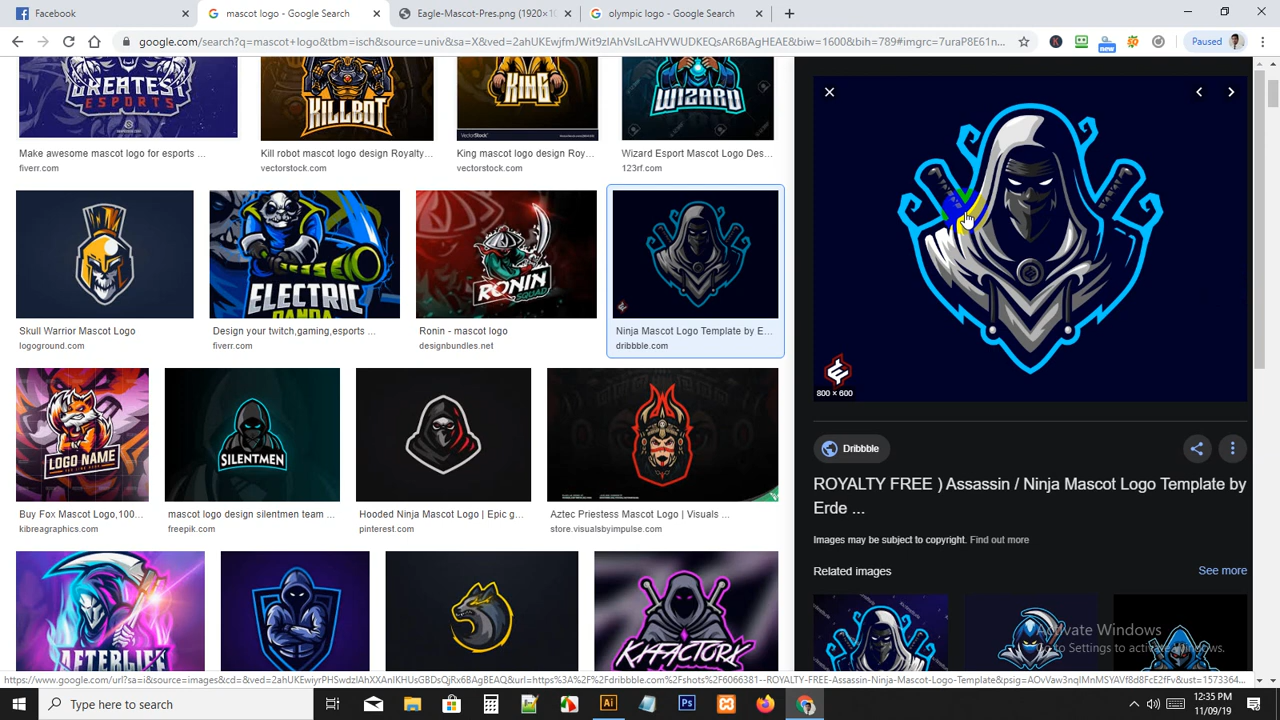 Facebook
mascot logo - Google Search
Eagle-Mascot-Pres.png (1920×10
olympic logo - Google Search
google.com/search?q=mascot+logo&tbm=isch&source=univ&sa=X&ved=2ahUKEwjfmJWit9zlAhVslLcAHVWUDKEQsAR6BAgHEAE&biw=1600&bih=789#imgrc=7uraP8E61n...
new
Paused
GREATEST
ESPORTS
KILLBOT
KING
WIZARD
VectorStock
Make awesome mascot logo for esports ...
fiverr.com
Kill robot mascot logo design Royalty...
vectorstock.com
King mascot logo design Roy...
vectorstock.com
Wizard Esport Mascot Logo Des...
123rf.com
ELECTRIC
PANDA
RONIN
SQUAD
Skull Warrior Mascot Logo
logoground.com
Design your twitch,gaming,esports ...
fiverr.com
Ronin - mascot logo
designbundles.net
Ninja Mascot Logo Template by E...
dribbble.com
LOGO NAME
SILENTMEN
Buy Fox Mascot Logo,100...
kibreagraphics.com
mascot logo design silentmen team ...
freepik.com
Hooded Ninja Mascot Logo | Epic g...
pinterest.com
Aztec Priestess Mascot Logo | Visuals ...
store.visualsbyimpulse.com
AFTERLIFE
800 × 600
Dribbble
ROYALTY FREE ) Assassin / Ninja Mascot Logo Template by
Erde ...
Images may be subject to copyright. Find out more
Related images
See more
Activate Windows
Go to Settings to activate Windows.
Type here to search
12:35 PM
11/09/19